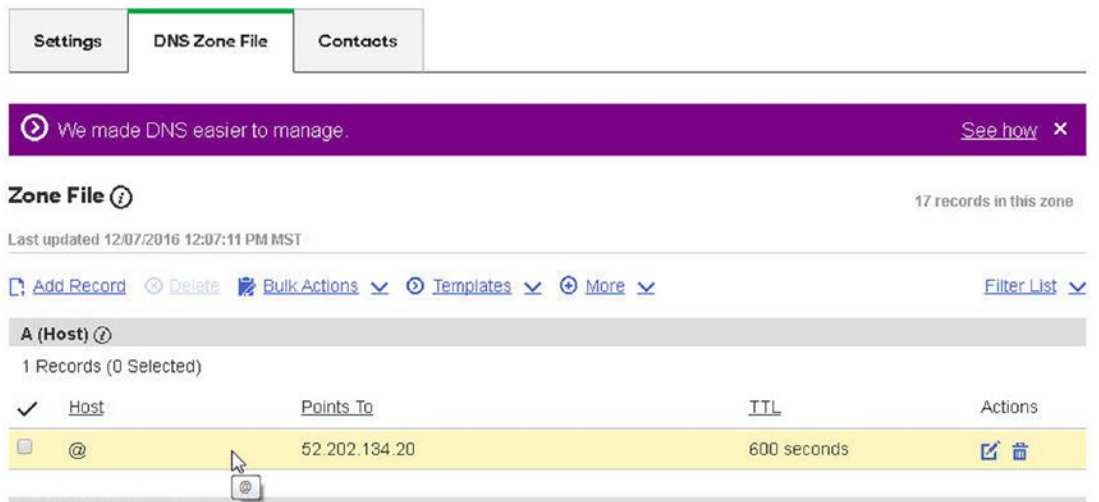 Settings DNS Zone File Contacts
We made DNS easier to manage. See how ×
Zone File
17 records in this zone
Last updated 12/07/2016 12:07:11 PM MST
Add Record Delete Bulk Actions Templates More Filter List
A (Host)
1 Records (0 Selected)
Host Points To TTL Actions
@ 52.202.134.20 600 seconds
@